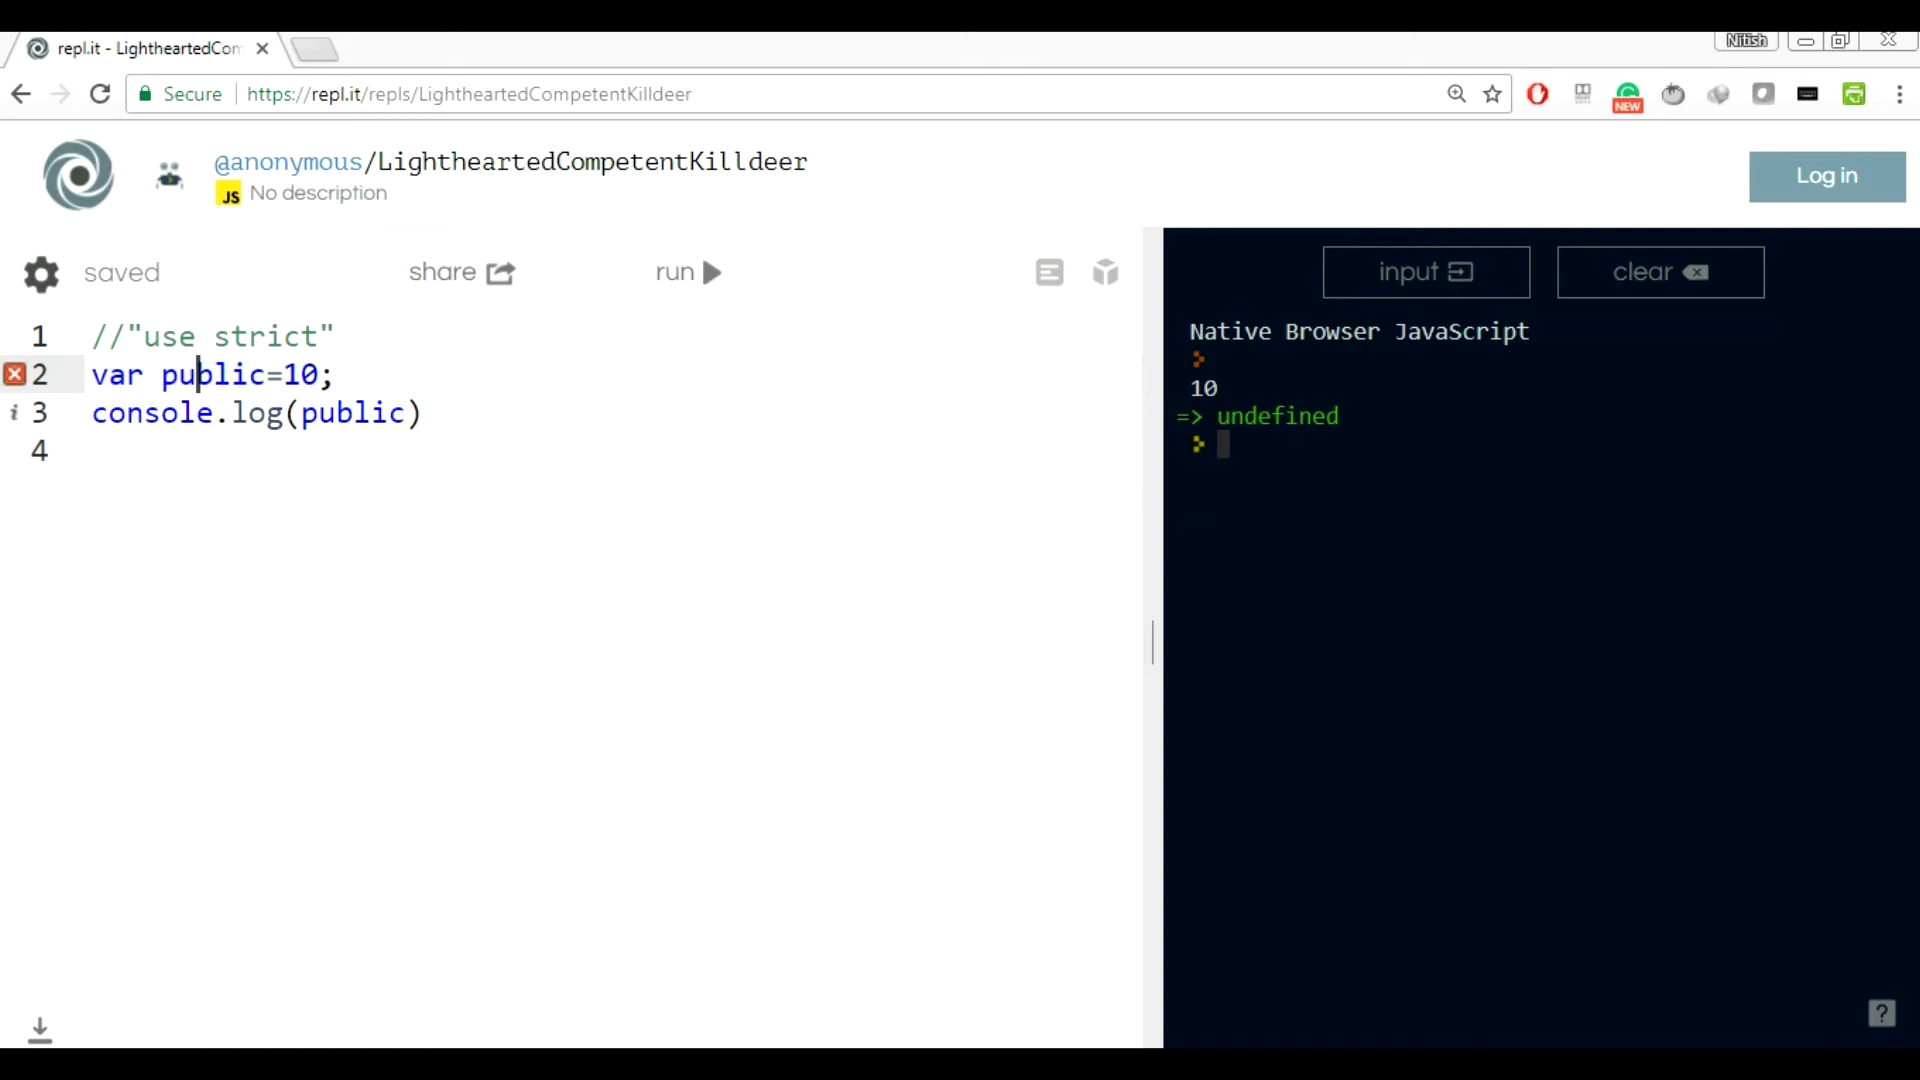 repl.it - LightheartedCom
Nitish
Secure
https://repl.it/repls/LightheartedCompetentKilldeer
NEW
@anonymous/LightheartedCompetentKilldeer
JS No description
Log in
saved
share
run
input
clear
1 //"use strict"
2 var public=10;
i 3 console.log(public)
4
Native Browser JavaScript
10
=> undefined
?